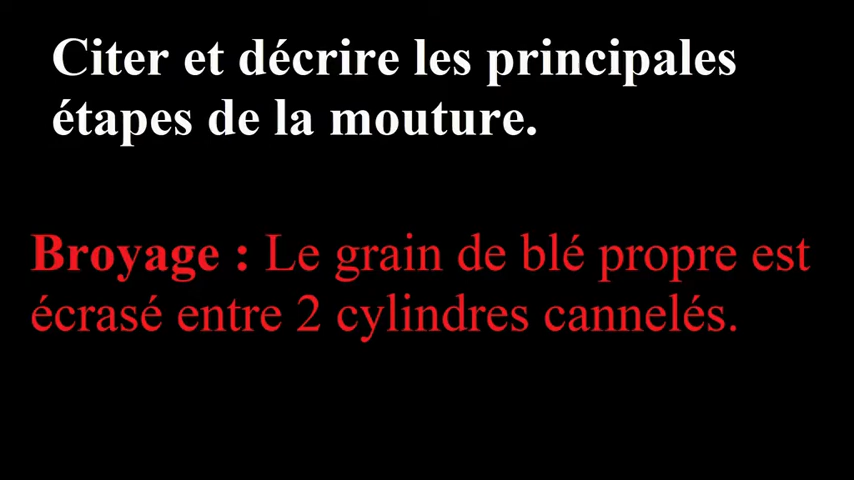 Citer et décrire les principales
étapes de la mouture.
Broyage : Le grain de blé propre est
écrasé entre 2 cylindres cannelés.